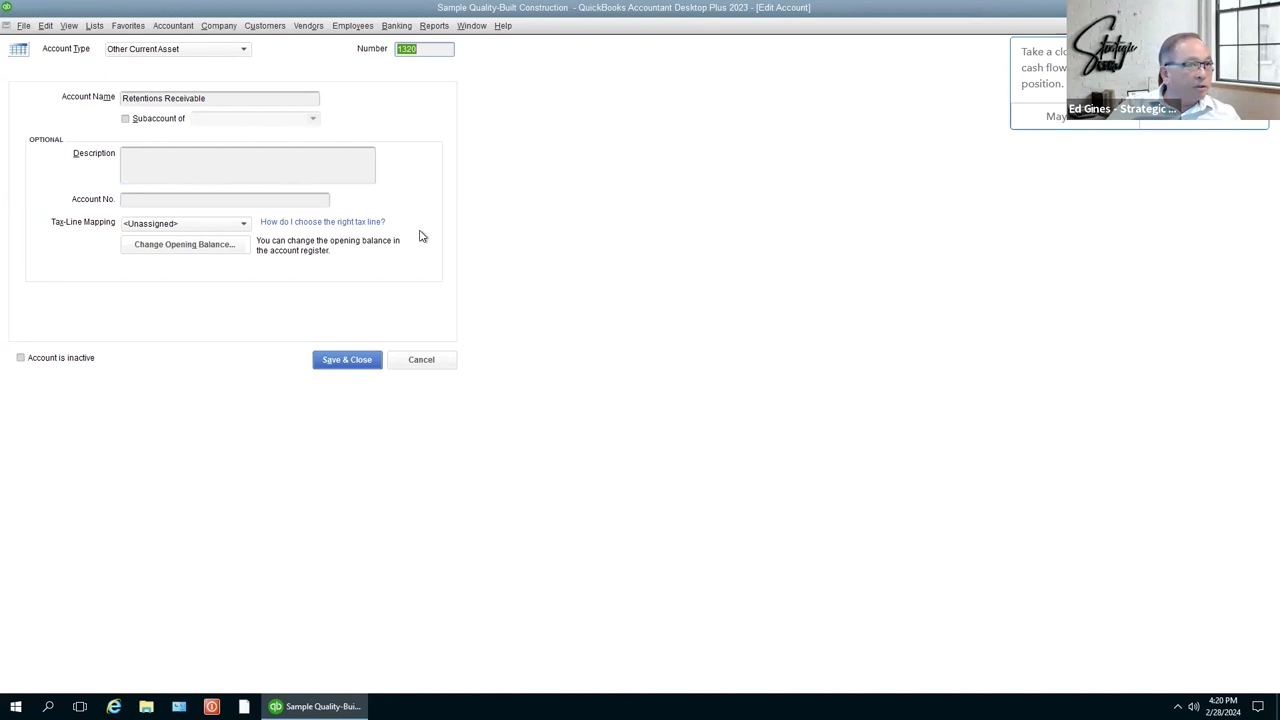 Sample Quality-Built Construction - QuickBooks Accountant Desktop Plus 2023 - [Edit Account]
File Edit View Lists Favorites Accountant Company Customers Vendors Employees Banking Reports Window Help
Account Type Other Current Asset Number 1320
Take a clo
cash flow
position.
May
Strategic
Ed Gines - Strategic ...
Account Name Retentions Receivable
Subaccount of
OPTIONAL
Description
Account No.
Tax-Line Mapping <Unassigned> How do I choose the right tax line?
Change Opening Balance... You can change the opening balance in
the account register.
Account is inactive
Save & Close Cancel
qb Sample Quality-Buil...
4:20 PM
2/28/2024